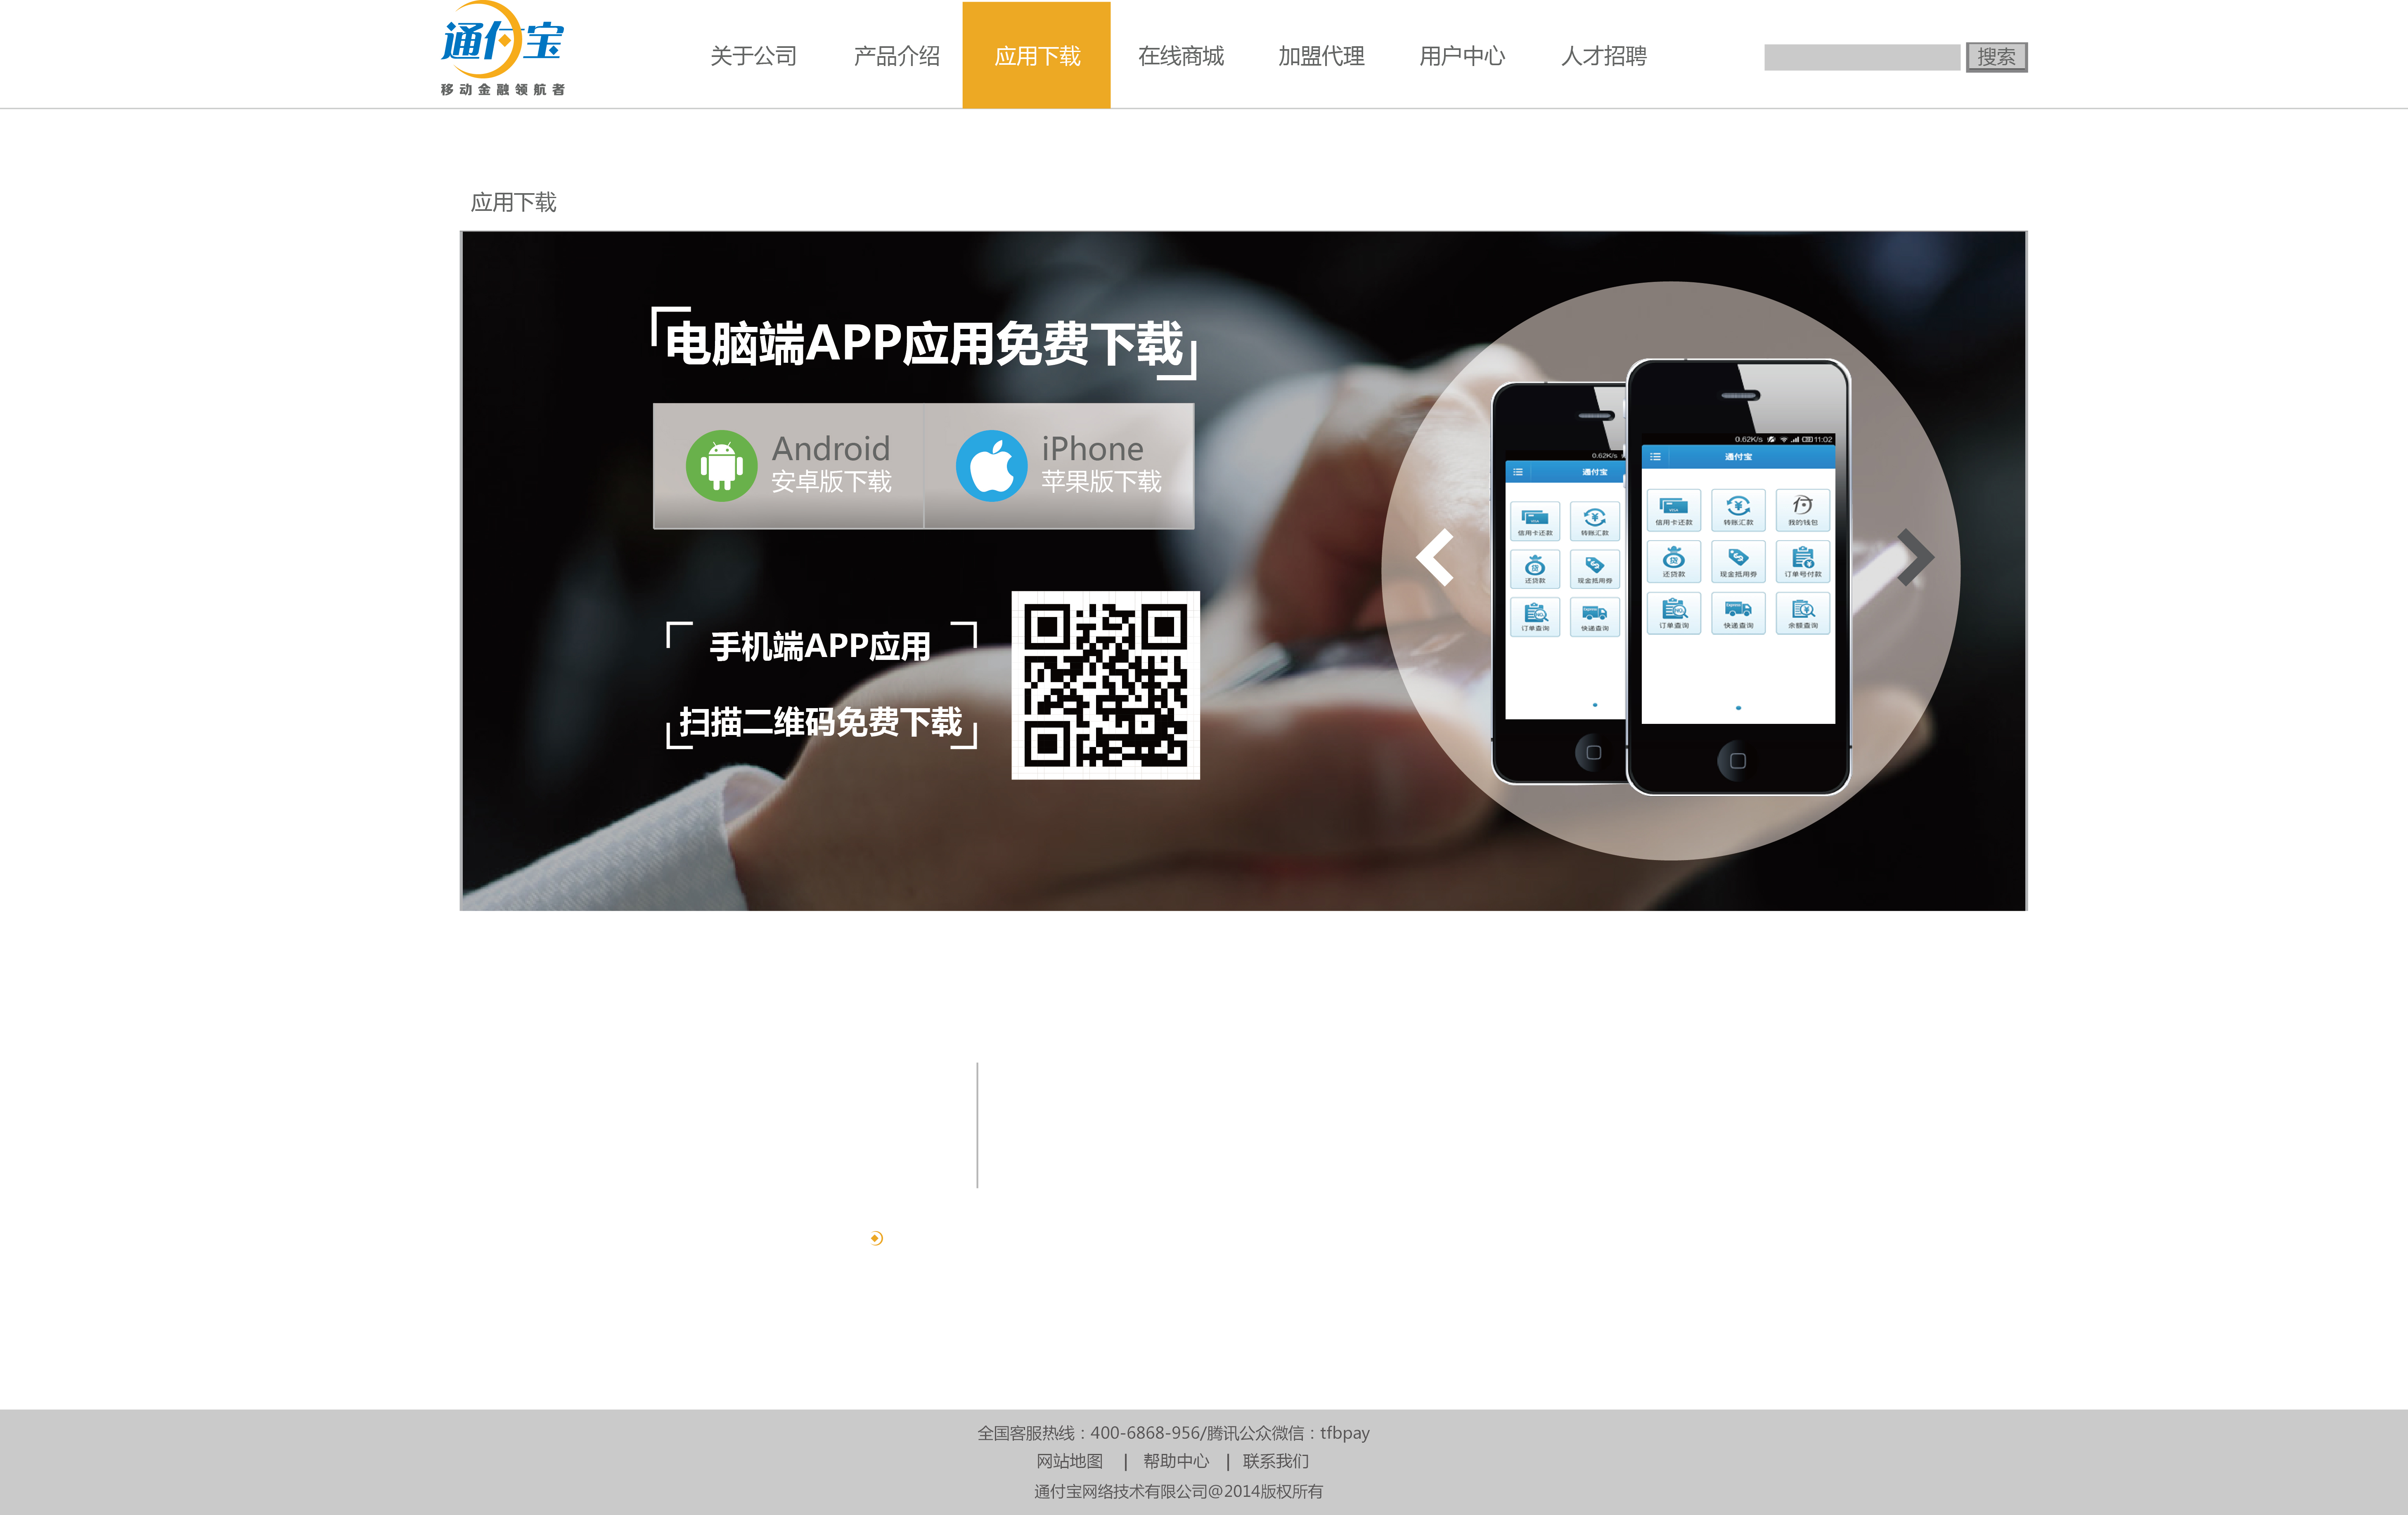 通付宝
移动金融领航者
关于公司 产品介绍 应用下载 在线商城 加盟代理 用户中心 人才招聘 搜索
应用下载
电脑端APP应用免费下载
Android
安卓版下载
iPhone
苹果版下载
手机端APP应用
扫描二维码免费下载
0.62K/s
通付宝
信用卡还款 转账汇款
还贷款 现金抵用券
订单查询 快递查询
0.62K/s 11:02
通付宝
信用卡还款 转账汇款 我的钱包
还贷款 现金抵用券 订单号付款
订单查询 快递查询 余额查询
全国客服热线：400-6868-956/腾讯公众微信：tfbpay
网站地图 | 帮助中心 | 联系我们
通付宝网络技术有限公司@2014版权所有